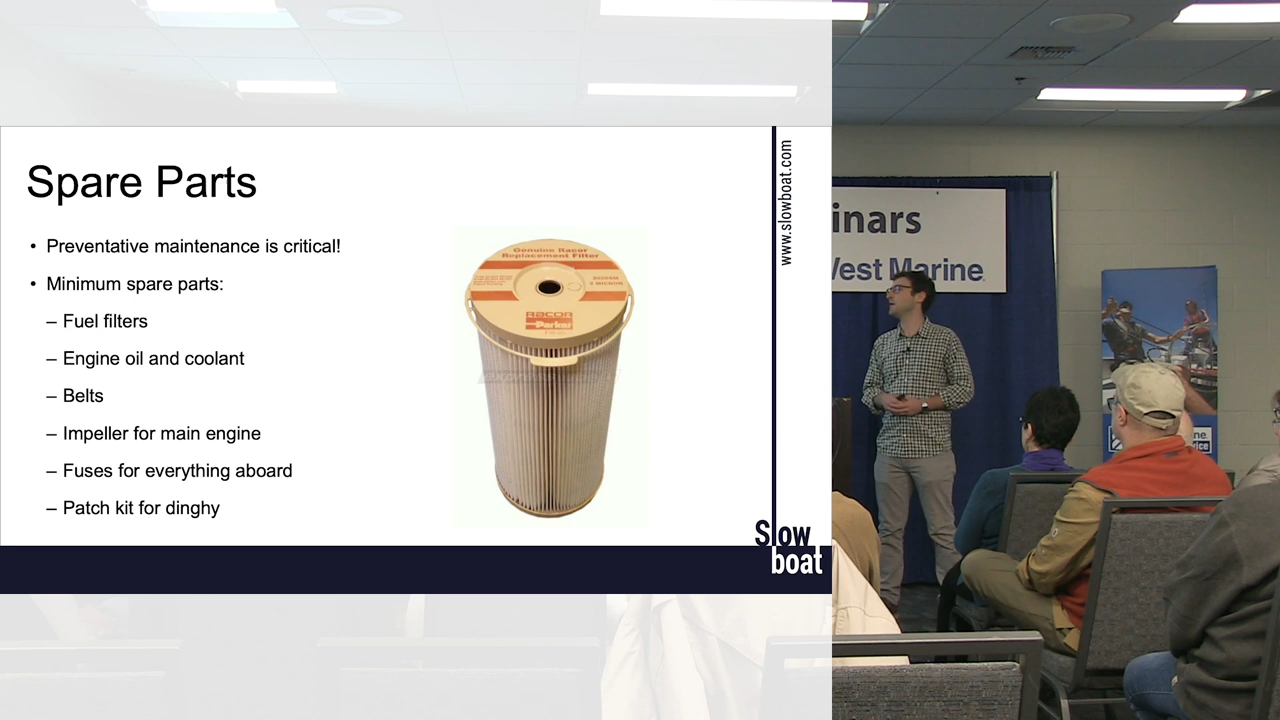 Spare Parts
• Preventative maintenance is critical!
• Minimum spare parts:
– Fuel filters
– Engine oil and coolant
– Belts
– Impeller for main engine
– Fuses for everything aboard
– Patch kit for dinghy
Genuine Racor
Replacement Filter
RACOR
Parker
www.slowboat.com
Slow
boat
inars
West Marine